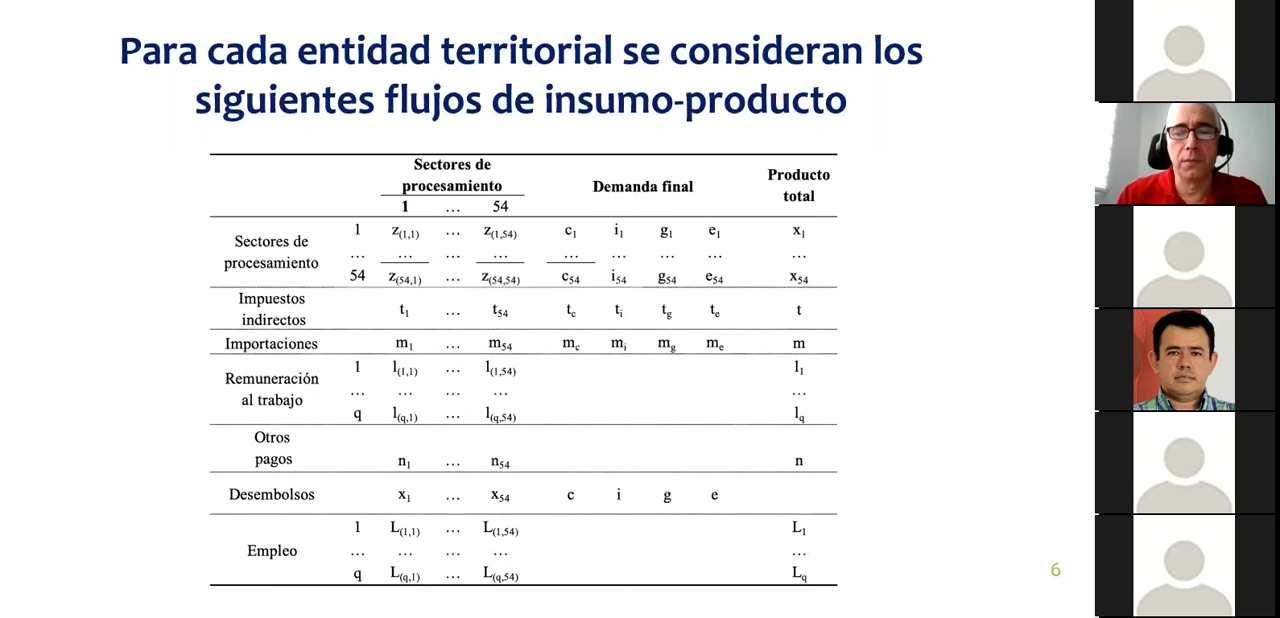 Para cada entidad territorial se consideran los
siguientes flujos de insumo-producto
Sectores de
procesamiento
Demanda final
Producto
total
1 … 54
Sectores de
procesamiento
1 z(1,1) … z(1,54) c1 i1 g1 e1 x1
… … … … … … … … …
54 z(54,1) … z(54,54) c54 i54 g54 e54 x54
Impuestos
indirectos
t1 … t54 tc ti tg te t
Importaciones m1 … m54 mc mi mg me m
Remuneración
al trabajo
1 l(1,1) … l(1,54) l1
… … … … …
q l(q,1) … l(q,54) lq
Otros
pagos
n1 … n54 n
Desembolsos x1 … x54 c i g e
Empleo
1 L(1,1) … L(1,54) L1
… … … … …
q L(q,1) … L(q,54) Lq
6